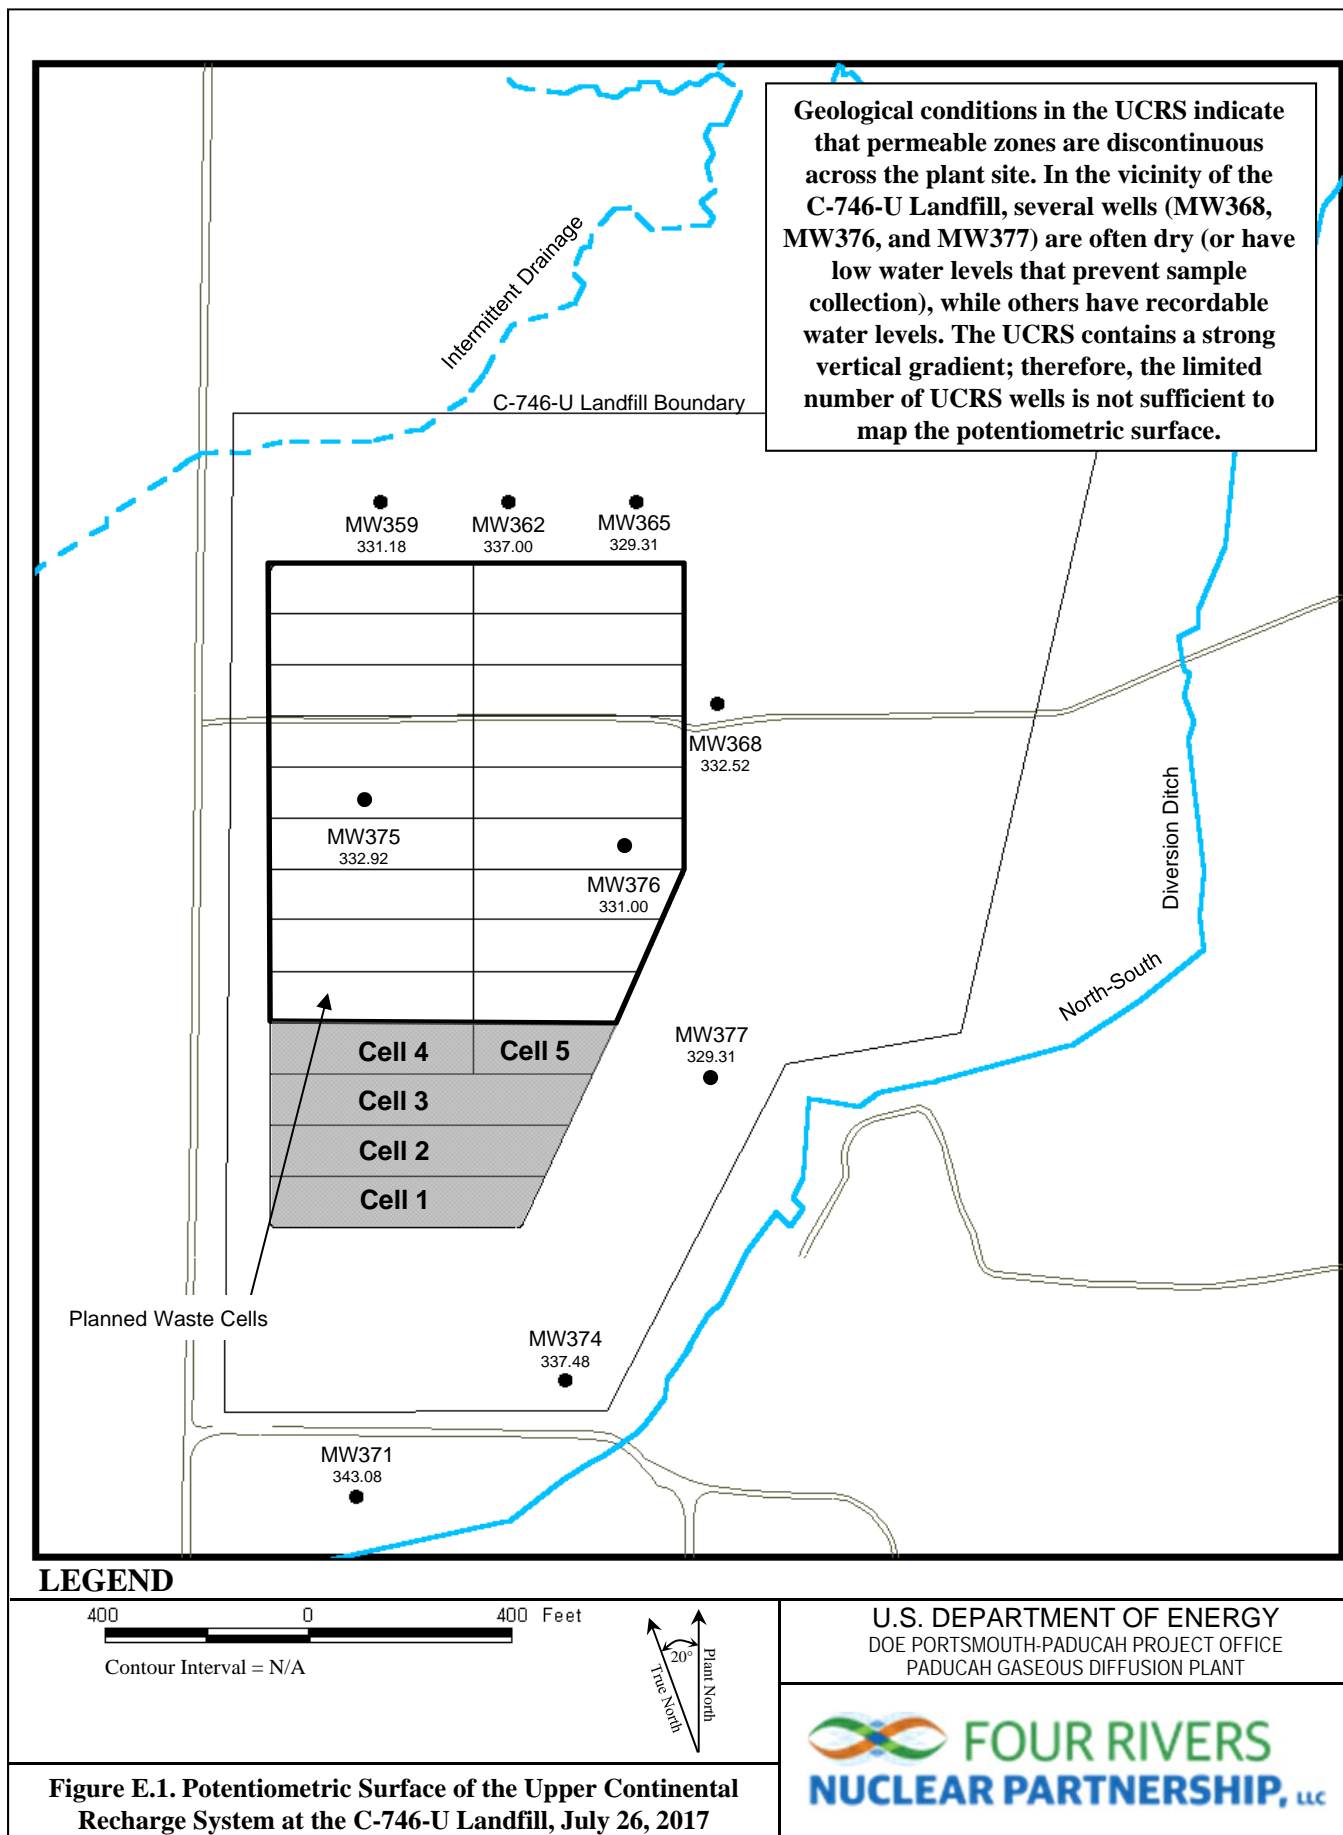 Geological conditions in the UCRS indicate
that permeable zones are discontinuous
across the plant site. In the vicinity of the
C-746-U Landfill, several wells (MW368,
MW376, and MW377) are often dry (or have
low water levels that prevent sample
collection), while others have recordable
water levels. The UCRS contains a strong
vertical gradient; therefore, the limited
number of UCRS wells is not sufficient to
map the potentiometric surface.
Intermittent Drainage
C-746-U Landfill Boundary
MW359
331.18
MW362
337.00
MW365
329.31
MW368
332.52
MW375
332.92
MW376
331.00
Diversion Ditch
North-South
MW377
329.31
Cell 4
Cell 5
Cell 3
Cell 2
Cell 1
Planned Waste Cells
MW374
337.48
MW371
343.08
LEGEND
400 0 400 Feet
Contour Interval = N/A
20°
True North
Plant North
U.S. DEPARTMENT OF ENERGY
DOE PORTSMOUTH-PADUCAH PROJECT OFFICE
PADUCAH GASEOUS DIFFUSION PLANT
FOUR RIVERS
NUCLEAR PARTNERSHIP, LLC
Figure E.1. Potentiometric Surface of the Upper Continental
Recharge System at the C-746-U Landfill, July 26, 2017